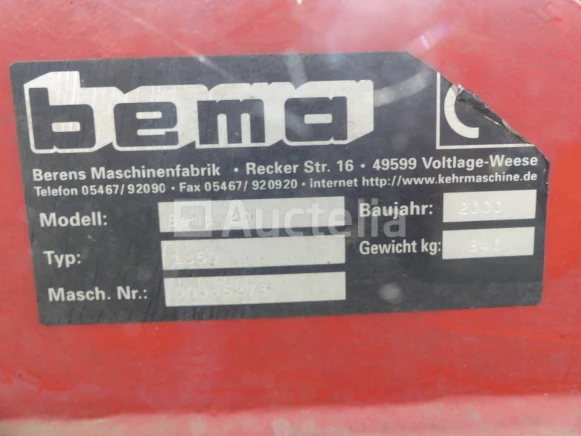 bema
Berens Maschinenfabrik • Recker Str. 16 • 49599 Voltlage-Weese
Telefon 05467/ 92090 • Fax 05467/ 920920 • internet http://www.kehrmaschine.de
Modell: Baujahr:
Auctelia
Typ: 1350 Gewicht kg:
Masch. Nr.: